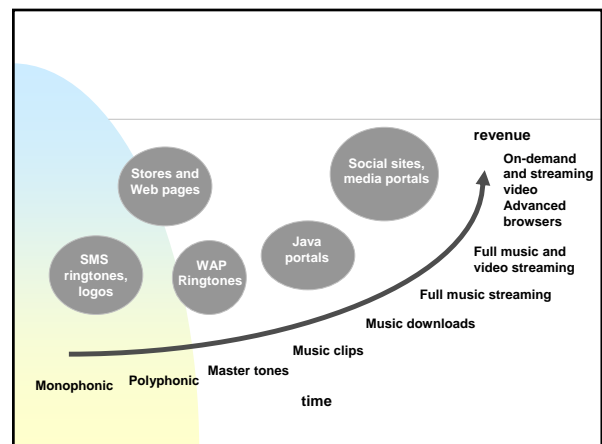 revenue
On-demand
and streaming
video
Advanced
browsers
Social sites,
media portals
Stores and
Web pages
Java
portals
SMS
ringtones,
logos
WAP
Ringtones
Full music and
video streaming
Full music streaming
Music downloads
Music clips
Master tones
Polyphonic
Monophonic
time